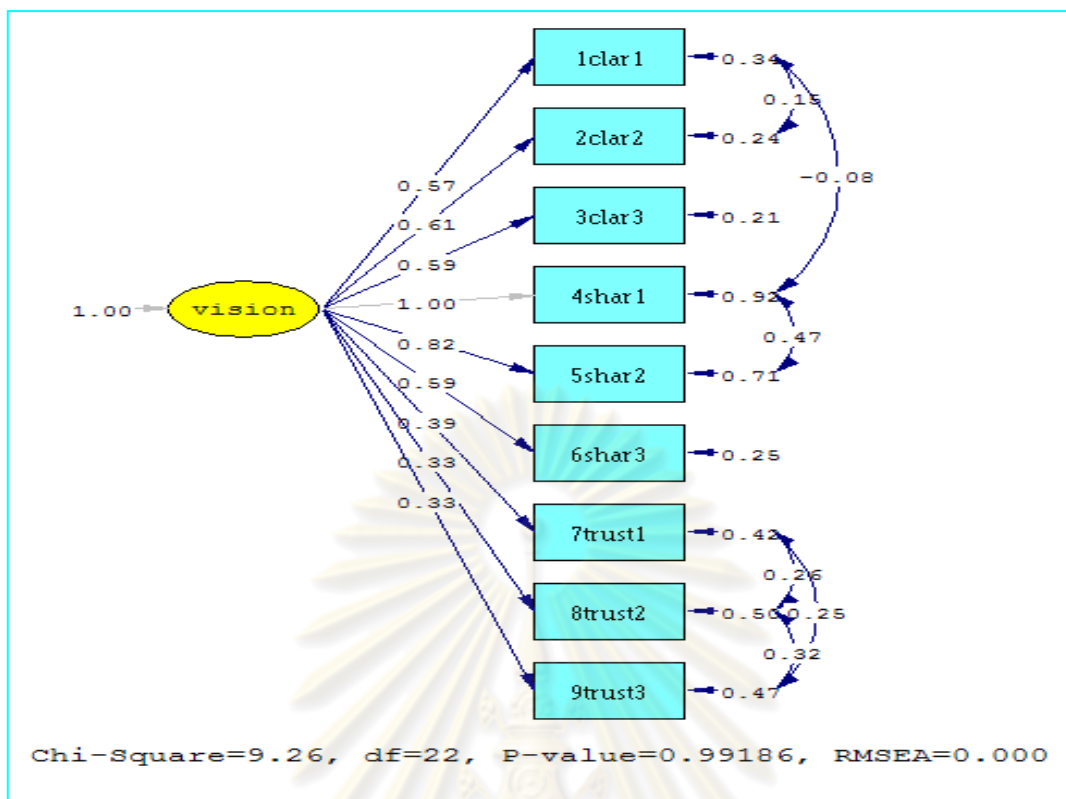 1clar1
0.34
0.15
2clar2
0.24
-0.08
0.57
0.61
3clar3
0.21
0.59
1.00
vision
1.00
4shar1
0.92
0.47
0.82
5shar2
0.71
0.59
0.39
6shar3
0.25
0.33
0.33
7trust1
0.42
0.26
8trust2
0.50
0.25
0.32
9trust3
0.47
Chi-Square=9.26, df=22, P-value=0.99186, RMSEA=0.000